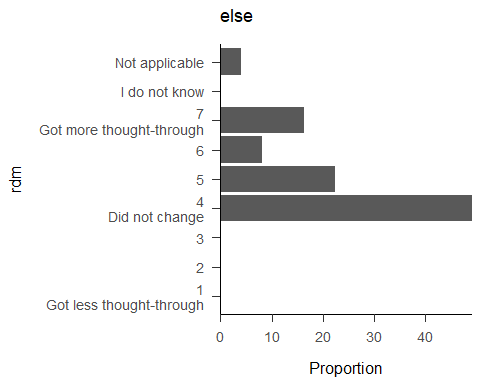 else
Not applicable
I do not know
7
Got more thought-through
6
5
4
Did not change
3
2
1
Got less thought-through
rdm
0 10 20 30 40
Proportion